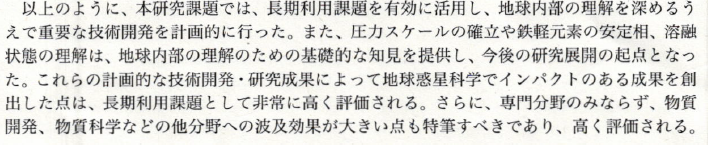 以上のように、本研究課題では、長期利用課題を有効に活用し、地球内部の理解を深めるう
えで重要な技術開発を計画的に行った。また、圧力スケールの確立や鉄軽元素の安定相、溶融
状態の理解は、地球内部の理解のための基礎的な知見を提供し、今後の研究展開の起点となっ
た。これらの計画的な技術開発・研究成果によって地球惑星科学でインパクトのある成果を創
出した点は、長期利用課題として非常に高く評価される。さらに、専門分野のみならず、物質
開発、物質科学などの他分野への波及効果が大きい点も特筆すべきであり、高く評価される。